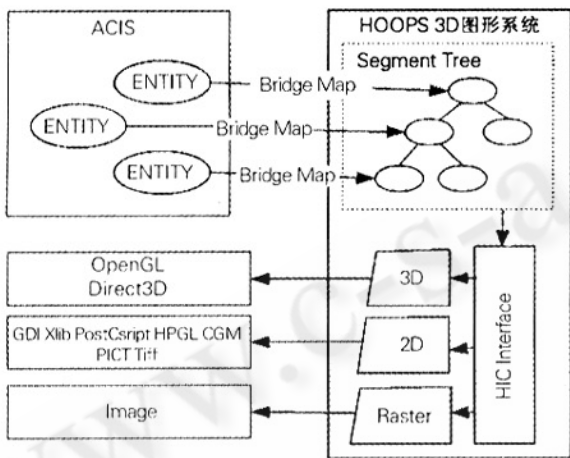 ACIS
HOOPS 3D图形系统
Segment Tree
ENTITY
Bridge Map
ENTITY
Bridge Map
ENTITY
Bridge Map
OpenGL
Direct3D
3D
GDI Xlib PostCsript HPGL CGM
PICT Tiff
2D
HIC Interface
Image
Raster
www.c-s-a